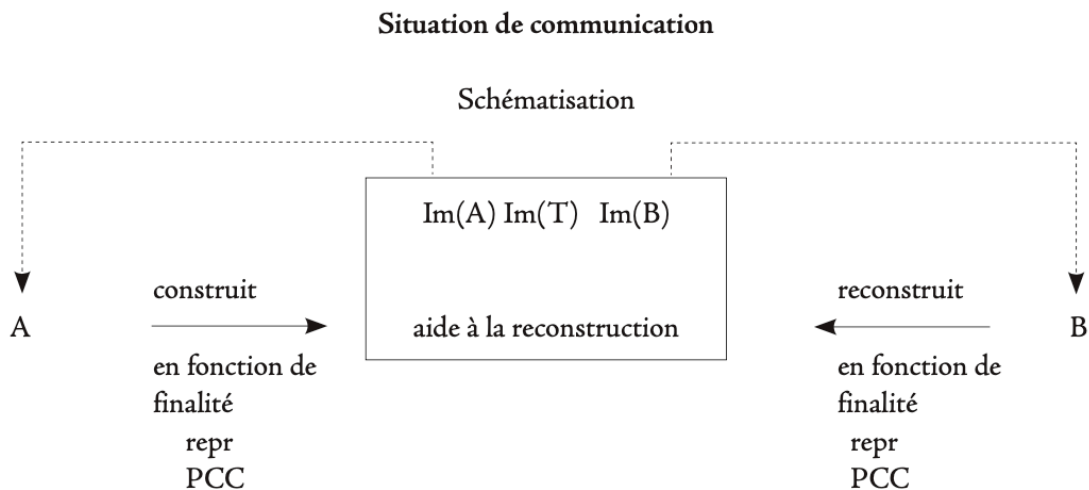 Situation de communication
Schématisation
Im(A) Im(T) Im(B)
construit
reconstruit
A
aide à la reconstruction
B
en fonction de
finalité
repr
PCC
en fonction de
finalité
repr
PCC